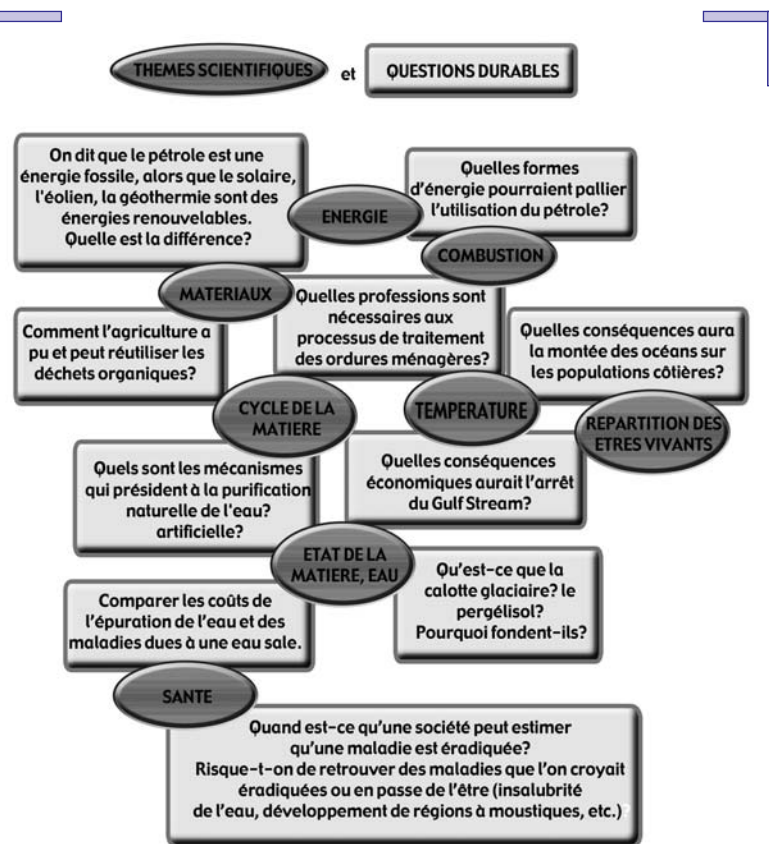 THEMES SCIENTIFIQUES et QUESTIONS DURABLES
On dit que le pétrole est une
énergie fossile, alors que le solaire,
l'éolien, la géothermie sont des
énergies renouvelables.
Quelle est la différence?
ENERGIE
Quelles formes
d'énergie pourraient pallier
l'utilisation du pétrole?
COMBUSTION
MATERIAUX
Quelles professions sont
nécessaires aux
processus de traitement
des ordures ménagères?
Comment l'agriculture a
pu et peut réutiliser les
déchets organiques?
Quelles conséquences aura
la montée des océans sur
les populations côtières?
CYCLE DE LA
MATIERE
TEMPERATURE
REPARTITION DES
ETRES VIVANTS
Quels sont les mécanismes
qui président à la purification
naturelle de l'eau?
artificielle?
Quelles conséquences
économiques aurait l'arrêt
du Gulf Stream?
ETAT DE LA
MATIERE, EAU
Qu'est-ce que la
calotte glaciaire? le
pergélisol?
Pourquoi fondent-ils?
Comparer les coûts de
l'épuration de l'eau et des
maladies dues à une eau sale.
SANTE
Quand est-ce qu'une société peut estimer
qu'une maladie est éradiquée?
Risque-t-on de retrouver des maladies que l'on croyait
éradiquées ou en passe de l'être (insalubrité
de l'eau, développement de régions à moustiques, etc.)?